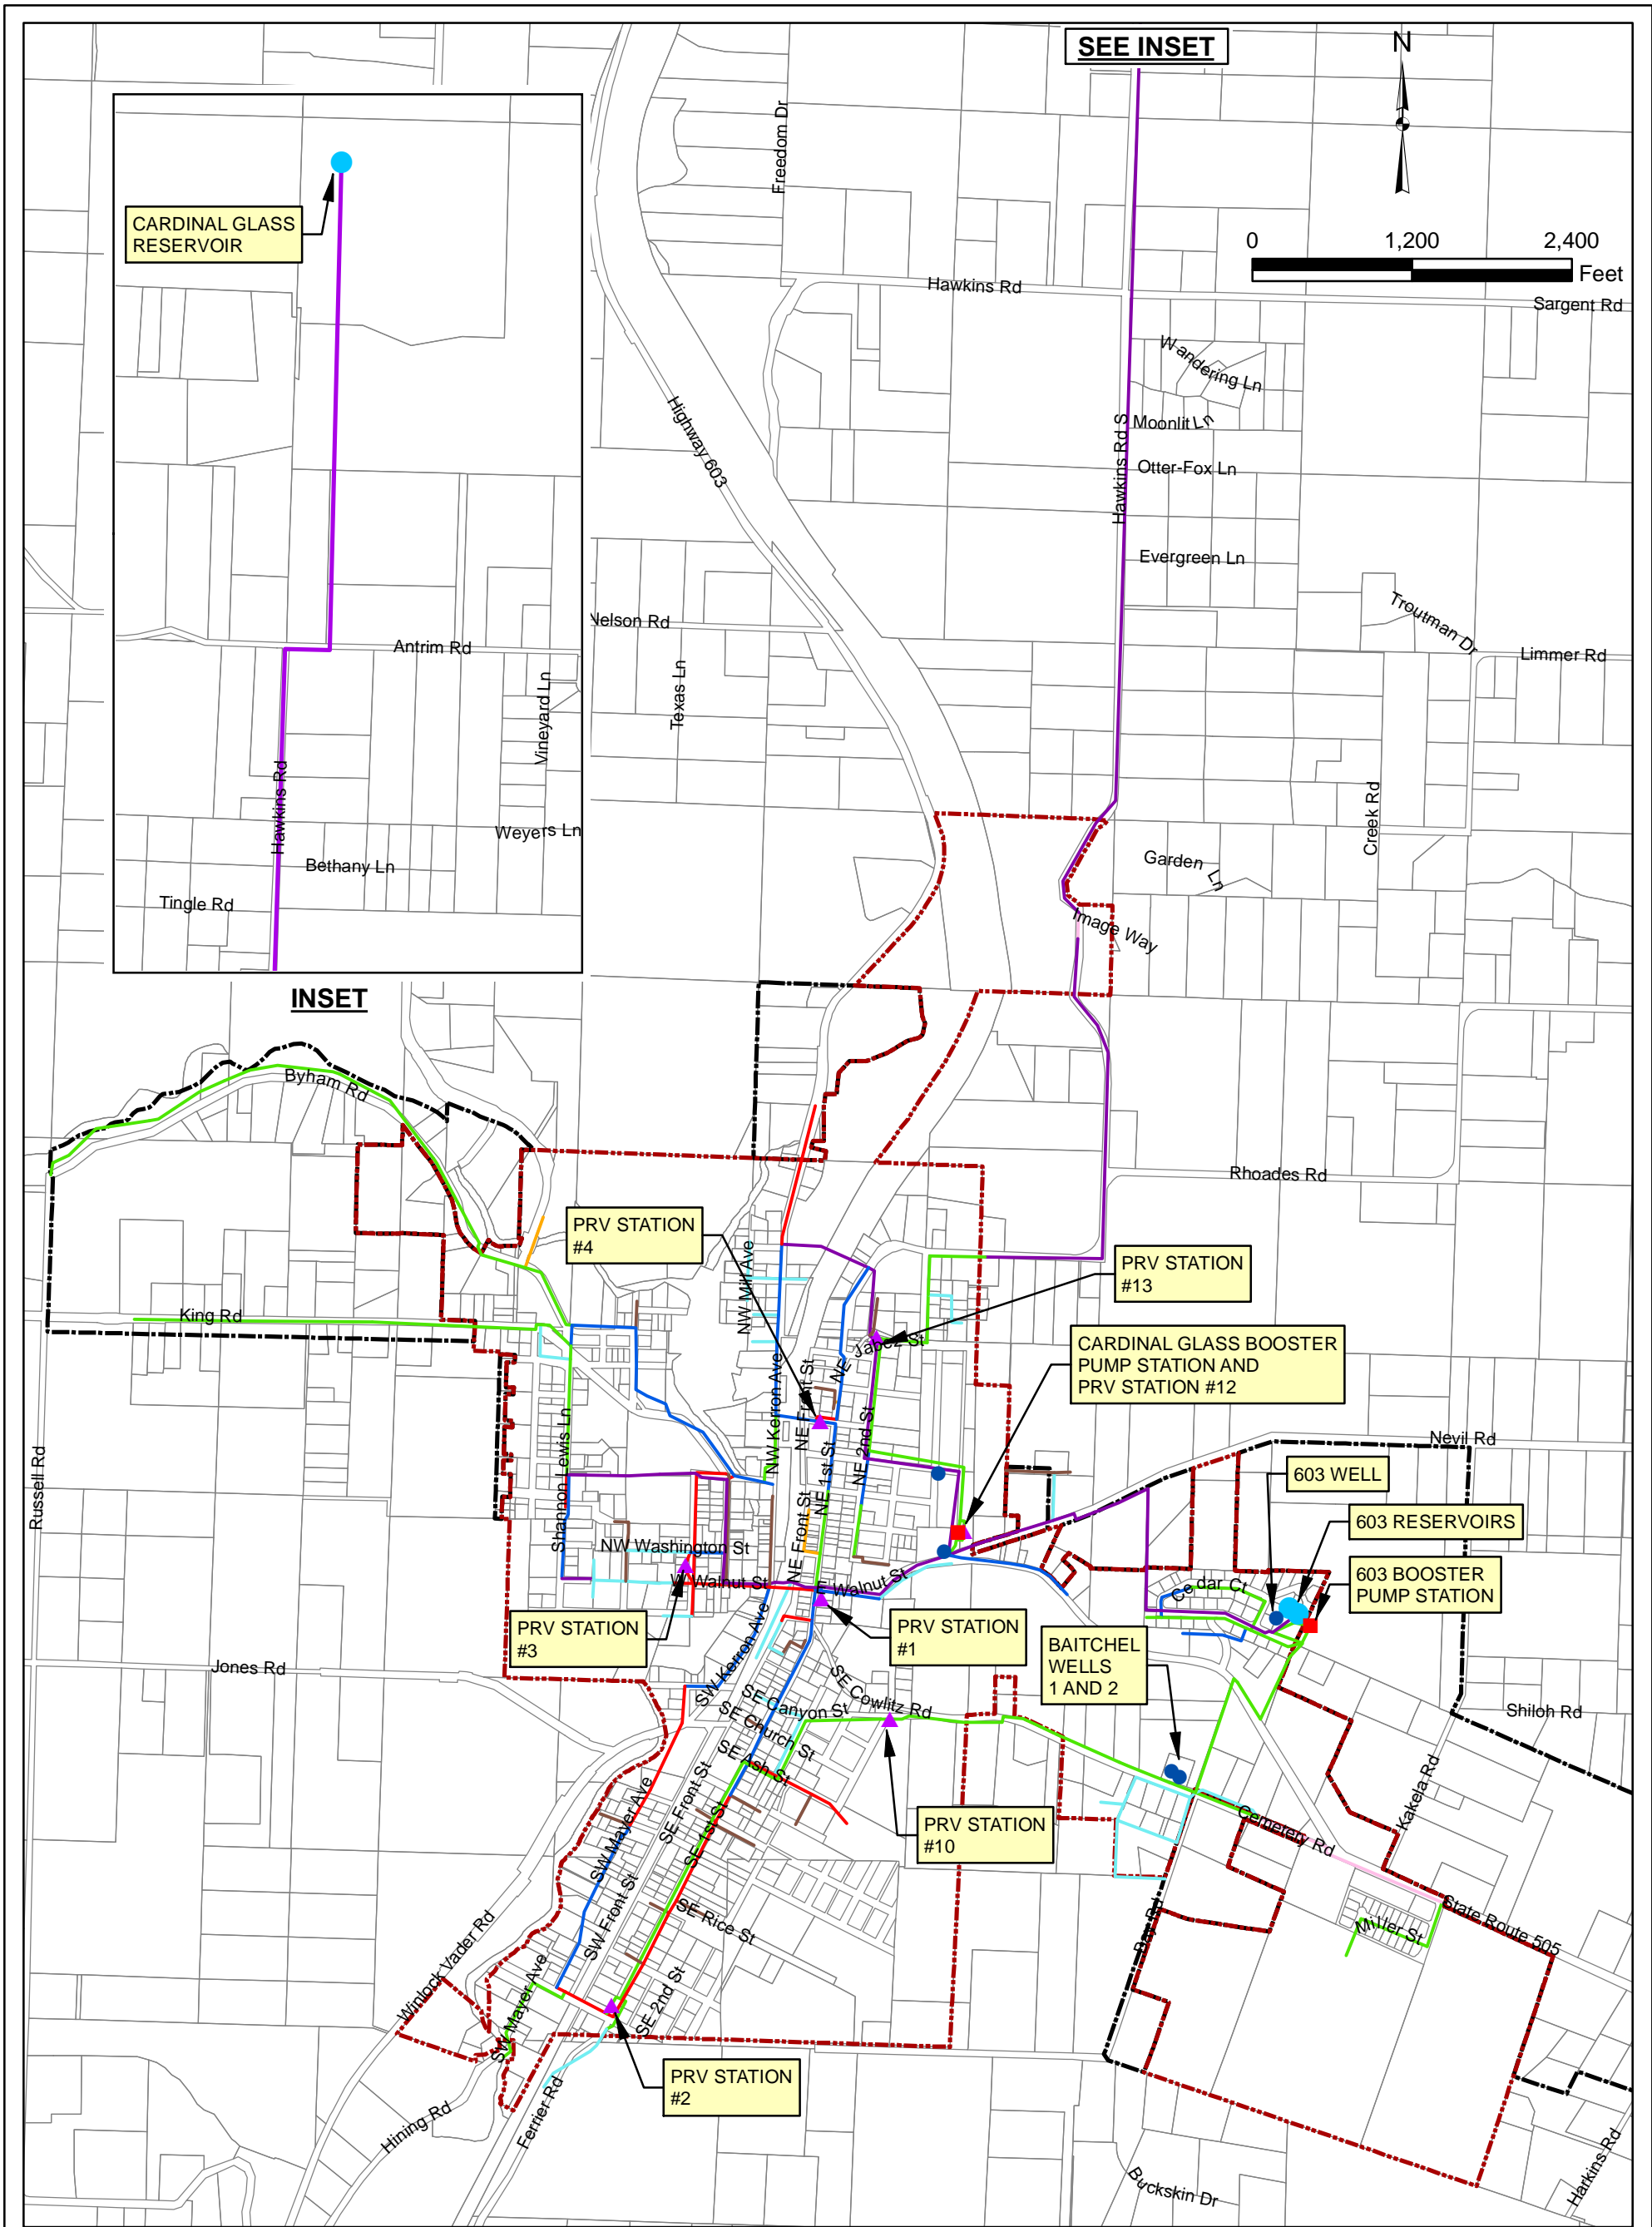 SEE INSET
N
0 1,200 2,400
Feet
CARDINAL GLASS
RESERVOIR
Antrim Rd
Vineyard Ln
Hawkins Rd
Weyers Ln
Bethany Ln
Tingle Rd
INSET
Freedom Dr
Hawkins Rd
Sargent Rd
Highway 603
Wandering Ln
Moonlit Ln
Hawkins Rd S
Otter-Fox Ln
Evergreen Ln
Nelson Rd
Texas Ln
Troutman Dr
Limmer Rd
Creek Rd
Garden Ln
Image Way
Byham Rd
Rhoades Rd
PRV STATION
#4
PRV STATION
#13
King Rd
NW Mill Ave
NE Jabez St
CARDINAL GLASS BOOSTER
PUMP STATION AND
PRV STATION #12
NW Kerron Ave
NE Front St
NE 1st St
NE 2nd St
Shannon Lewis Ln
Russell Rd
Nevil Rd
603 WELL
603 RESERVOIRS
603 BOOSTER
PUMP STATION
NW Washington St
NE Front St
W Walnut St
E Walnut St
Cedar Ct
PRV STATION
#3
PRV STATION
#1
BAITCHEL
WELLS
1 AND 2
Jones Rd
SW Kerron Ave
SE Cowlitz Rd
SE Canyon St
SE Church St
SE Ash St
Shiloh Rd
Kakela Rd
SW Mayer Ave
SE Front St
SE 1st St
PRV STATION
#10
Cemetery Rd
SW Front St
SE Rice St
State Route 505
Miller St
Ray Rd
Winlock Vader Rd
SW Mayer Ave
SE 2nd St
PRV STATION
#2
Hining Rd
Ferrier Rd
Buckskin Dr
Harkins Rd